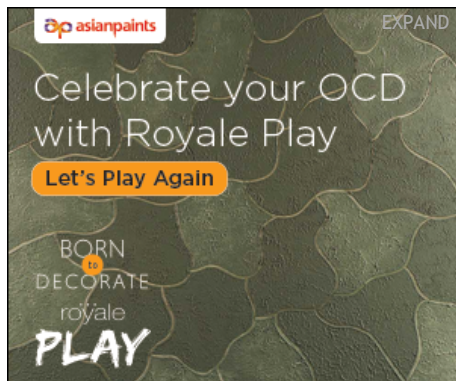 asianpaints
EXPAND
Celebrate your OCD
with Royale Play
Let's Play Again
BORN
to
DECORATE
royale
PLAY